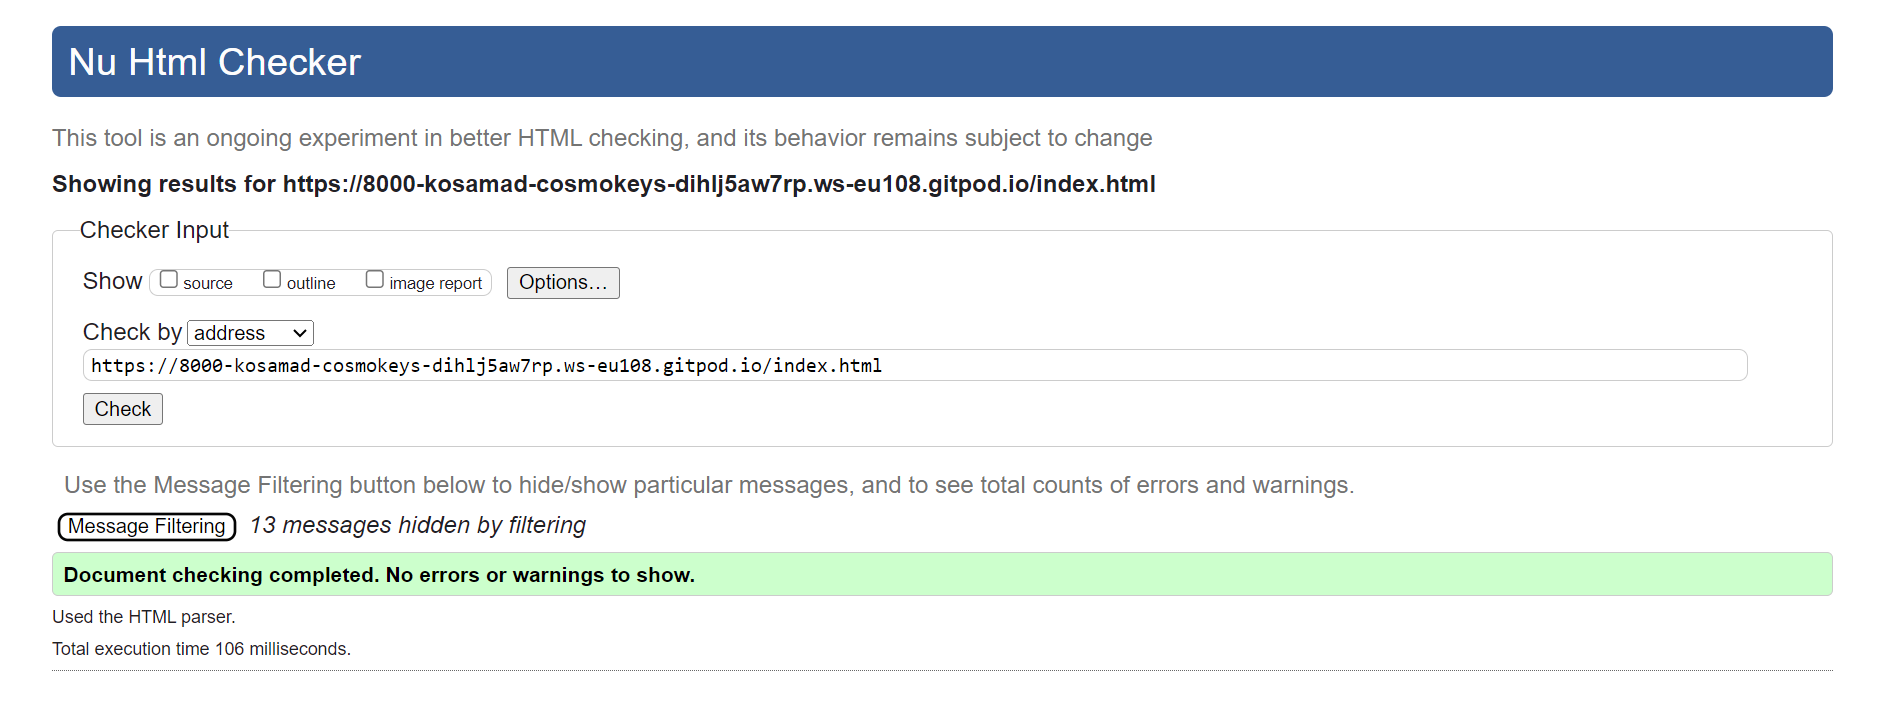 Nu Html Checker
This tool is an ongoing experiment in better HTML checking, and its behavior remains subject to change
Showing results for https://8000-kosamad-cosmokeys-dihlj5aw7rp.ws-eu108.gitpod.io/index.html
Checker Input
Show source outline image report Options...
Check by address
https://8000-kosamad-cosmokeys-dihlj5aw7rp.ws-eu108.gitpod.io/index.html
Check
Use the Message Filtering button below to hide/show particular messages, and to see total counts of errors and warnings.
Message Filtering 13 messages hidden by filtering
Document checking completed. No errors or warnings to show.
Used the HTML parser.
Total execution time 106 milliseconds.